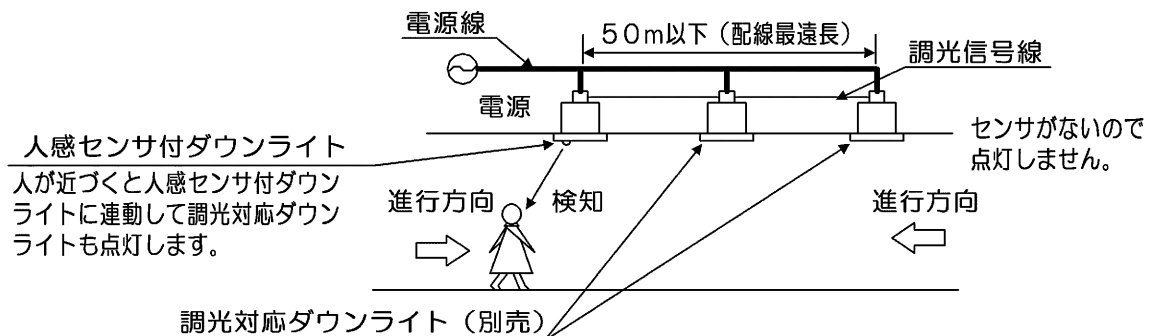 電源線
50m以下（配線最遠長）
調光信号線
電源
人感センサ付ダウンライト
人が近づくと人感センサ付ダウン
ライトに連動して調光対応ダウン
ライトも点灯します。
センサがないので
点灯しません。
進行方向
検知
進行方向
調光対応ダウンライト（別売）